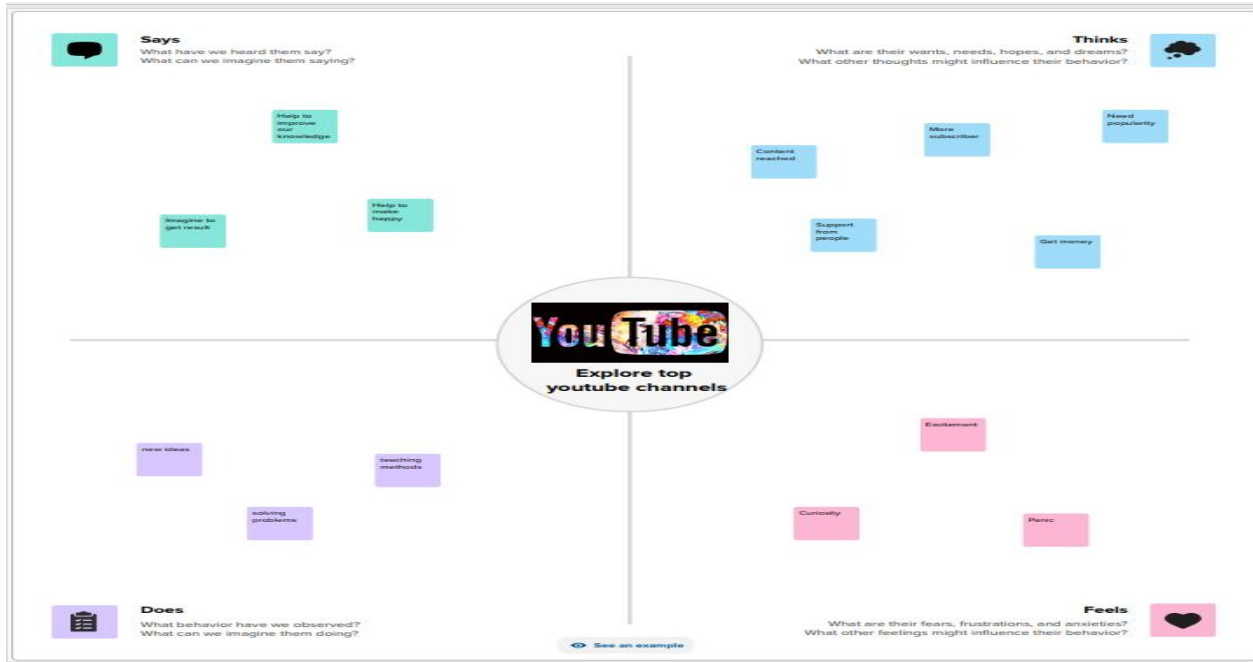 Says
What have we heard them say?
What can we imagine them saying?
Help to
improve
our
knowledge
Imagine to
get result
Help to
make
happy
Thinks
What are their wants, needs, hopes, and dreams?
What other thoughts might influence their behavior?
Content
reached
More
subscriber
Need
popularity
Support
from
people
Get money
YouTube
Explore top
youtube channels
new ideas
teaching
methods
solving
problems
Does
What behavior have we observed?
What can we imagine them doing?
Excitement
Curiosity
Panic
Feels
What are their fears, frustrations, and anxieties?
What other feelings might influence their behavior?
See an example